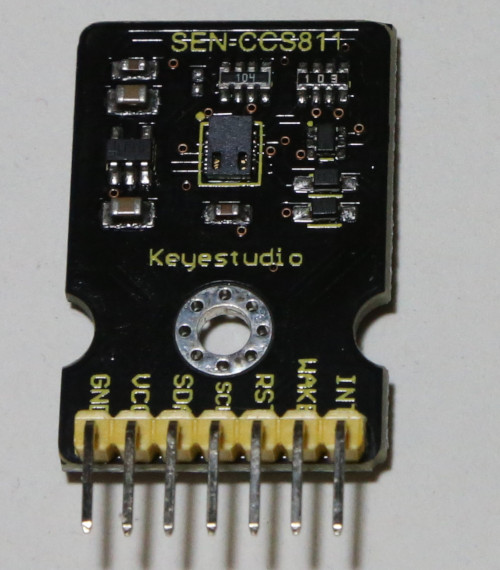 SEN-CCS811
104
103
Keyestudio
GND
VCC
SDA
SCL
RST
WAKE
INT